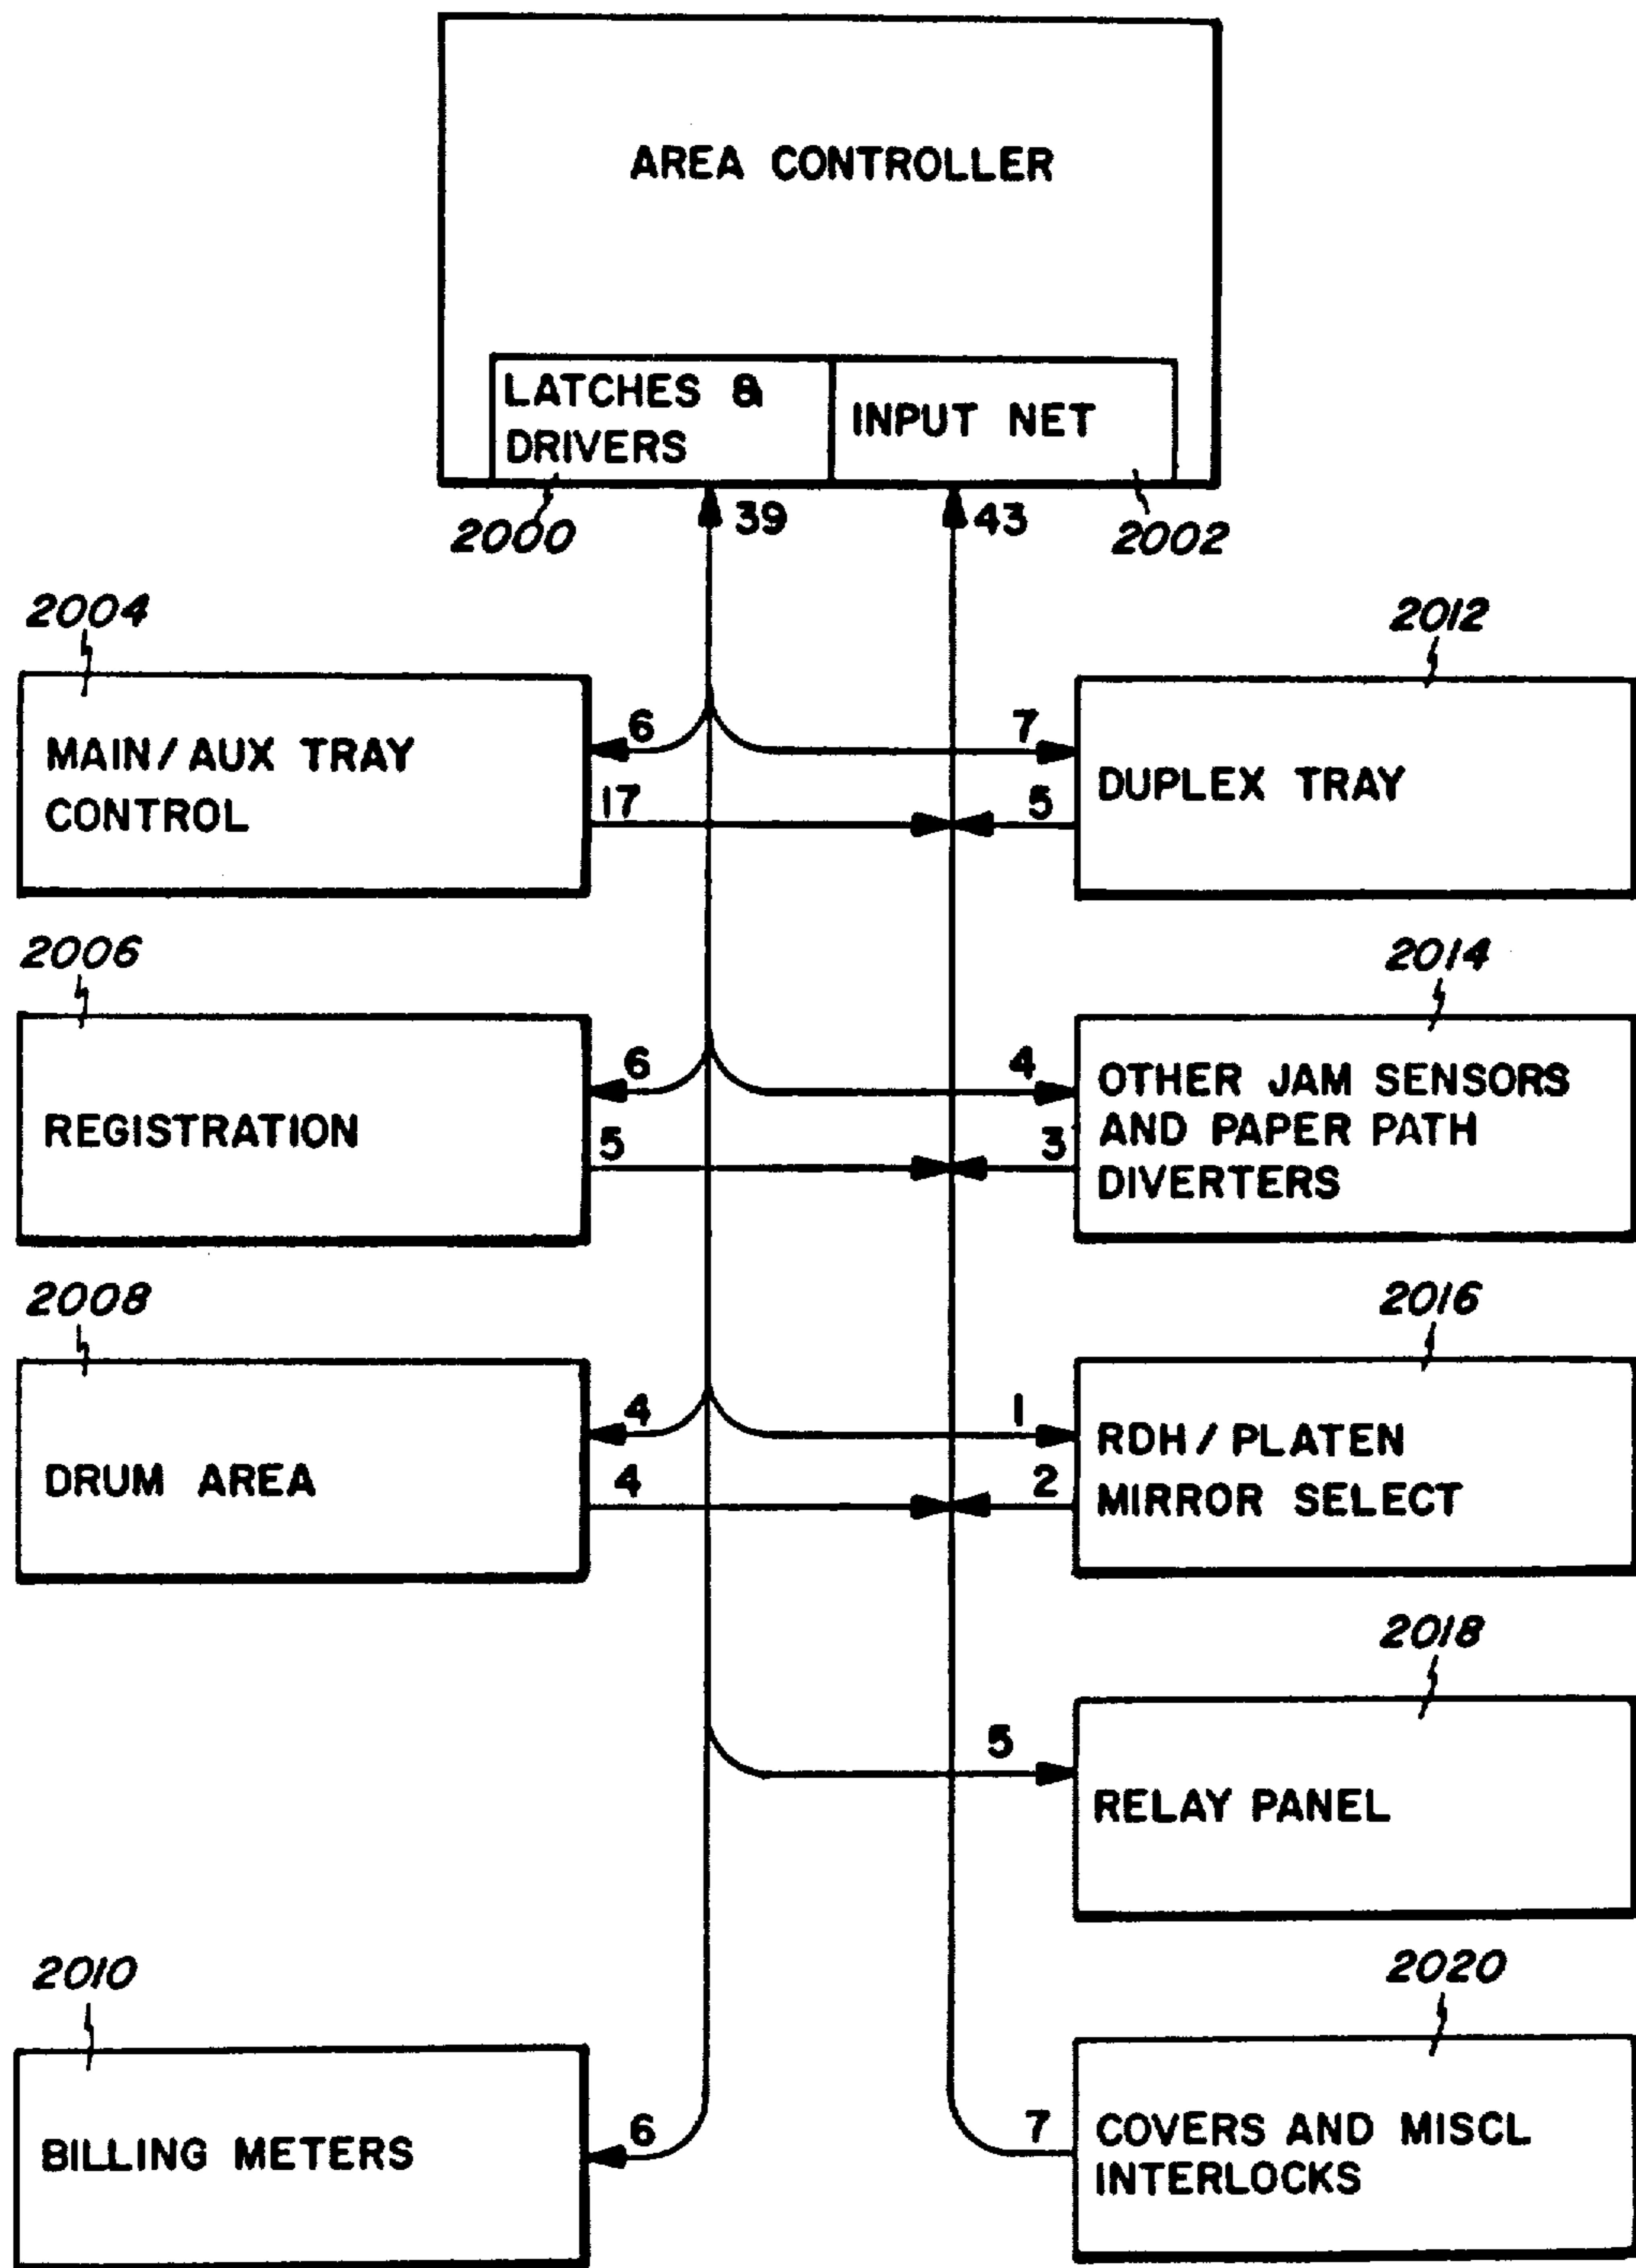 AREA CONTROLLER
LATCHES &
DRIVERS
INPUT NET
2000
39
43
2002
2004
2012
MAIN/AUX TRAY
CONTROL
6
17
7
5
DUPLEX TRAY
2006
2014
REGISTRATION
6
5
4
3
OTHER JAM SENSORS
AND PAPER PATH
DIVERTERS
2008
2016
DRUM AREA
4
4
1
2
RDH/PLATEN
MIRROR SELECT
2018
5
RELAY PANEL
2010
2020
BILLING METERS
6
7
COVERS AND MISCL
INTERLOCKS